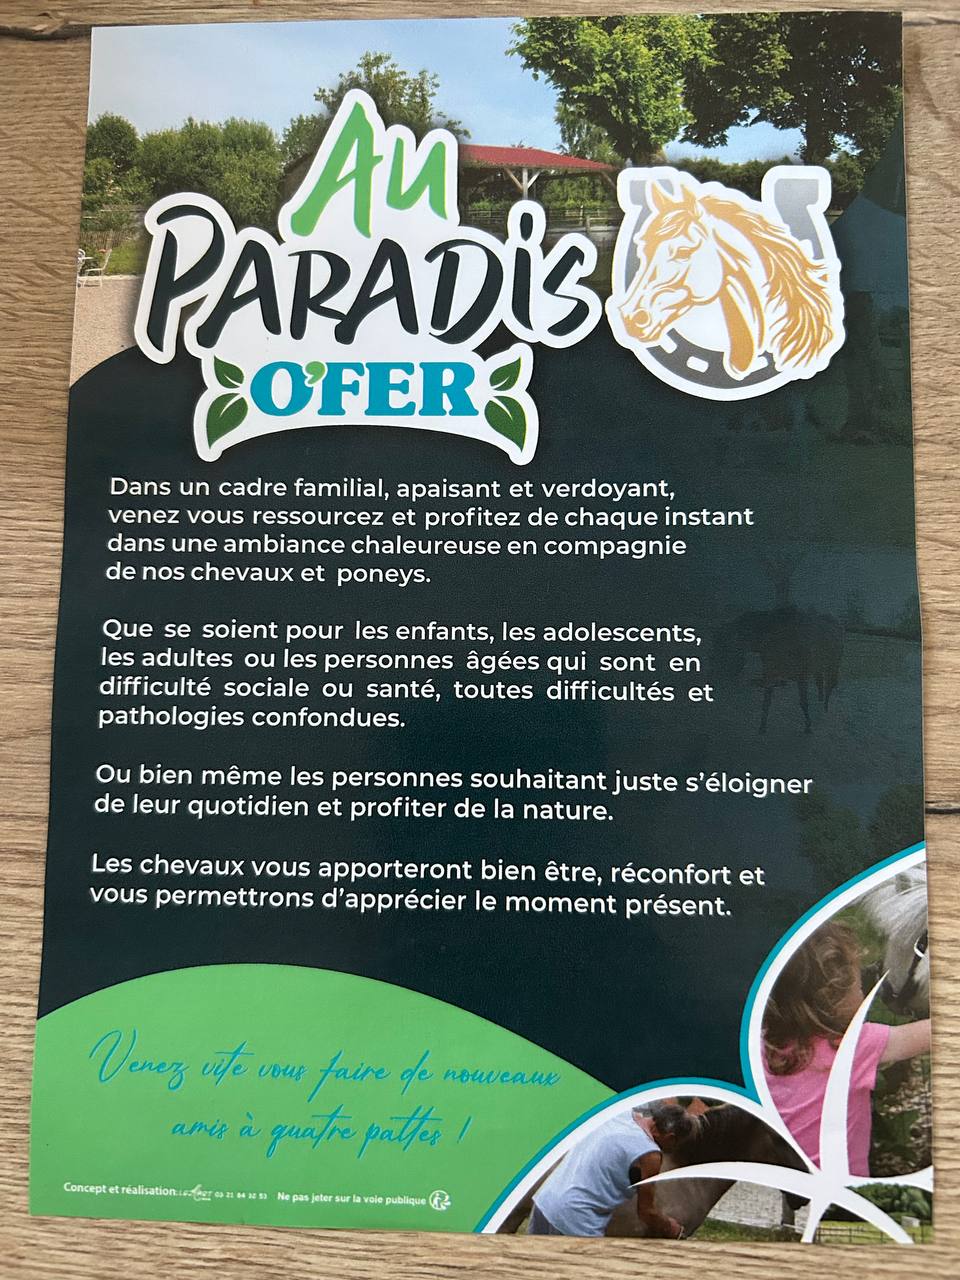 Au
PARADIS
O'FER
Dans un cadre familial, apaisant et verdoyant,
venez vous ressourcez et profitez de chaque instant
dans une ambiance chaleureuse en compagnie
de nos chevaux et poneys.
Que se soient pour les enfants, les adolescents,
les adultes ou les personnes âgées qui sont en
difficulté sociale ou santé, toutes difficultés et
pathologies confondues.
Ou bien même les personnes souhaitant juste s'éloigner
de leur quotidien et profiter de la nature.
Les chevaux vous apporteront bien être, réconfort et
vous permettrons d'apprécier le moment présent.
Venez vite vous faire de nouveaux
amis à quatre pattes !
Concept et réalisation: 03 21 84 32 53 Ne pas jeter sur la voie publique